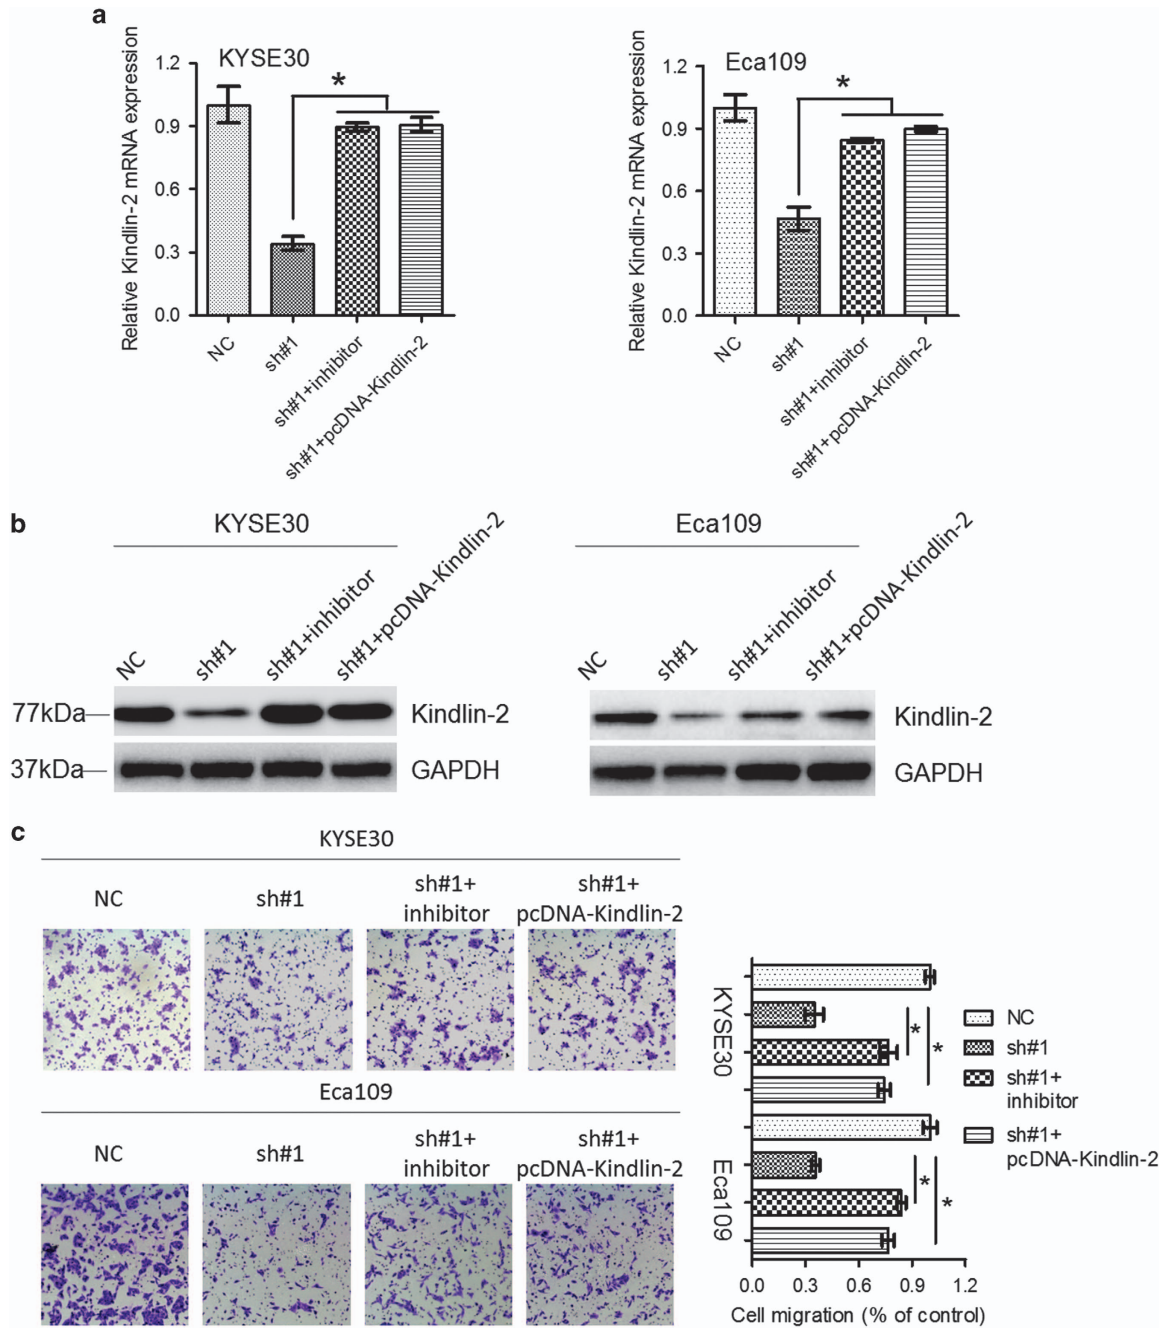 a
KYSE30
Relative Kindlin-2 mRNA expression
1.2
0.9
0.6
0.3
0.0
*
NC
sh#1
sh#1+inhibitor
sh#1+pcDNA-Kindlin-2
Eca109
Relative Kindlin-2 mRNA expression
1.2
0.9
0.6
0.3
0.0
*
NC
sh#1
sh#1+inhibitor
sh#1+pcDNA-Kindlin-2
b
KYSE30
NC
sh#1
sh#1+inhibitor
sh#1+pcDNA-Kindlin-2
77kDa
Kindlin-2
37kDa
GAPDH
Eca109
NC
sh#1
sh#1+inhibitor
sh#1+pcDNA-Kindlin-2
Kindlin-2
GAPDH
c
KYSE30
NC
sh#1
sh#1+
inhibitor
sh#1+
pcDNA-Kindlin-2
Eca109
NC
sh#1
sh#1+
inhibitor
sh#1+
pcDNA-Kindlin-2
KYSE30
Eca109
*
*
*
*
0.0 0.3 0.6 0.9 1.2
Cell migration (% of control)
NC
sh#1
sh#1+
inhibitor
sh#1+
pcDNA-Kindlin-2